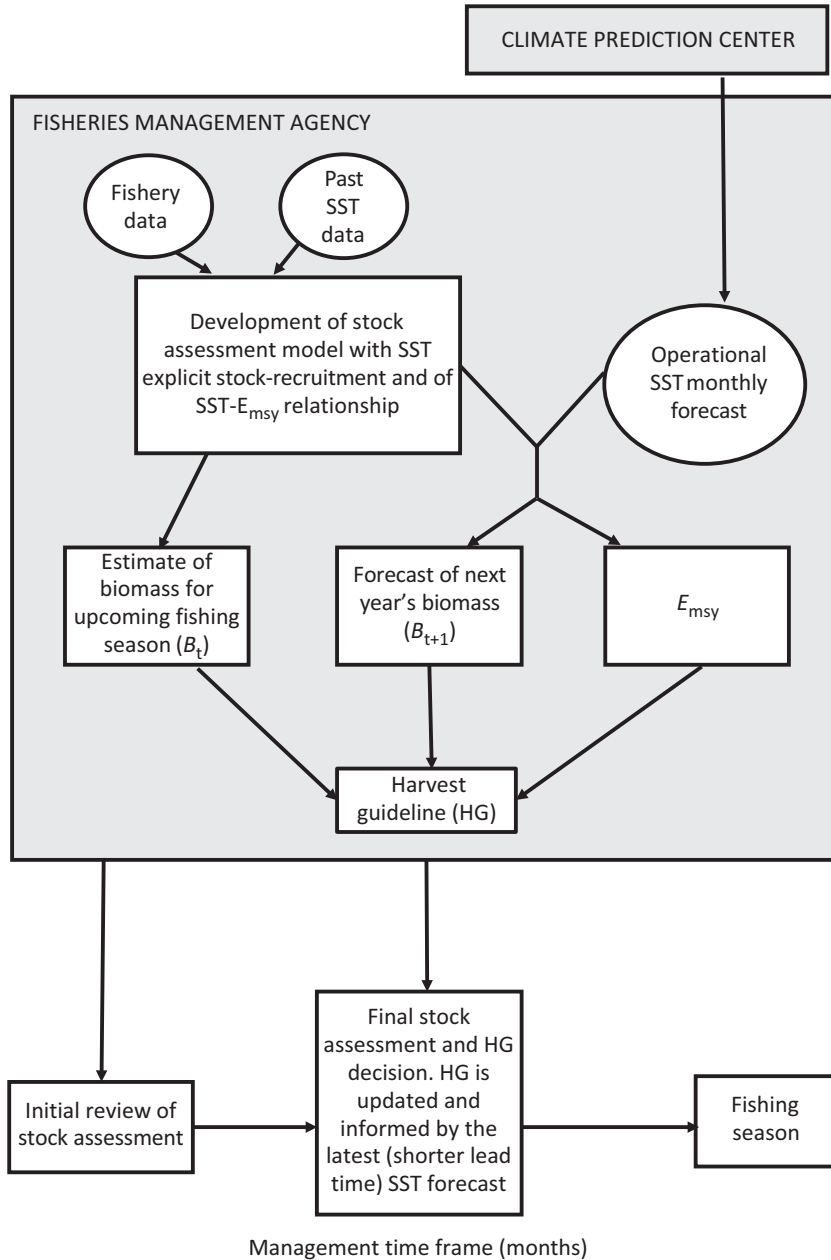 CLIMATE PREDICTION CENTER
FISHERIES MANAGEMENT AGENCY
Fishery
data
Past
SST
data
Development of stock
assessment model with SST
explicit stock-recruitment and of
SST-Emsy relationship
Operational
SST monthly
forecast
Estimate of
biomass for
upcoming fishing
season (Bt)
Forecast of next
year’s biomass
(Bt+1)
Emsy
Harvest
guideline (HG)
Initial review of
stock assessment
Final stock
assessment and HG
decision. HG is
updated and
informed by the
latest (shorter lead
time) SST forecast
Fishing
season
Management time frame (months)